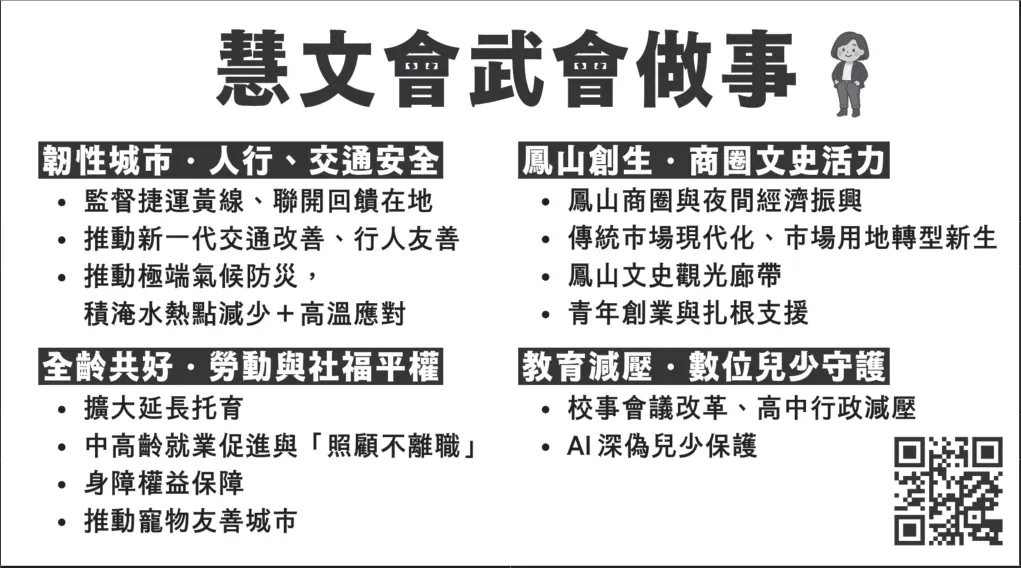 慧文會武會做事
韌性城市·人行、交通安全
• 監督捷運黃線、聯開回饋在地
• 推動新一代交通改善、行人友善
• 推動極端氣候防災，
積淹水熱點減少＋高溫應對
全齡共好·勞動與社福平權
• 擴大延長托育
• 中高齡就業促進與「照顧不離職」
• 身障權益保障
• 推動寵物友善城市
鳳山創生·商圈文史活力
• 鳳山商圈與夜間經濟振興
• 傳統市場現代化、市場用地轉型新生
• 鳳山文史觀光廊帶
• 青年創業與扎根支援
教育減壓·數位兒少守護
• 校事會議改革、高中行政減壓
• AI 深偽兒少保護